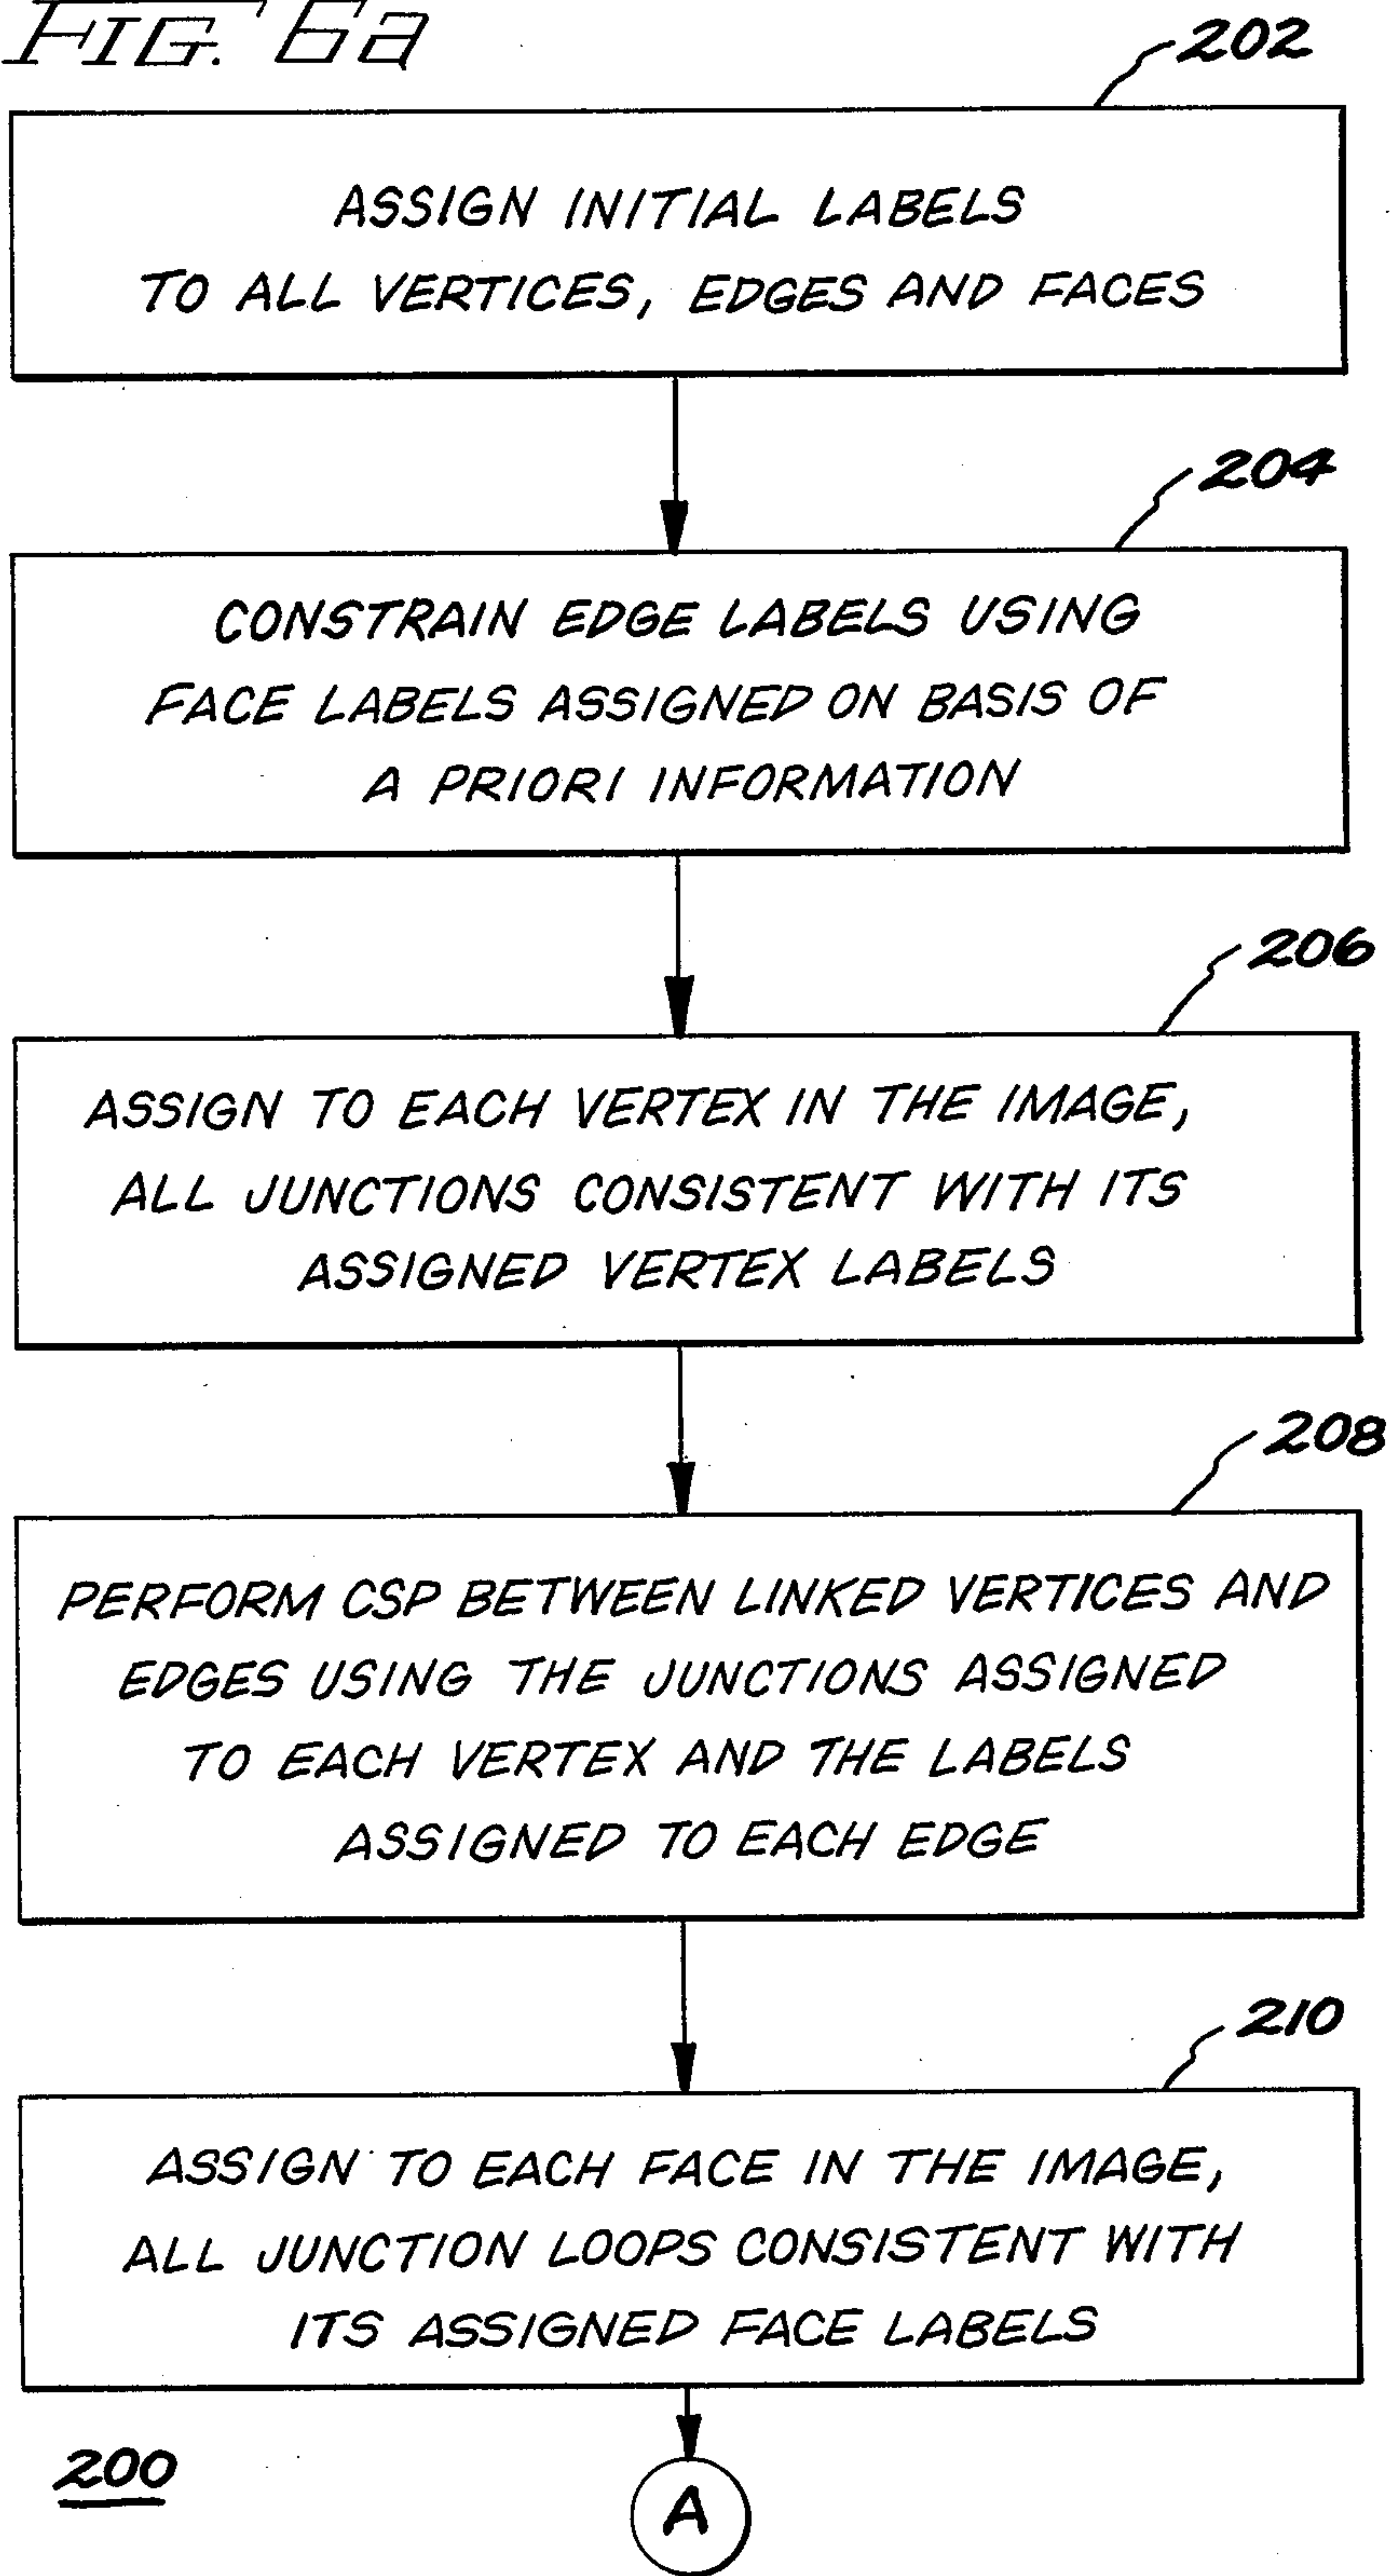 FIG. 6a
202
ASSIGN INITIAL LABELS
TO ALL VERTICES, EDGES AND FACES
204
CONSTRAIN EDGE LABELS USING
FACE LABELS ASSIGNED ON BASIS OF
A PRIORI INFORMATION
206
ASSIGN TO EACH VERTEX IN THE IMAGE,
ALL JUNCTIONS CONSISTENT WITH ITS
ASSIGNED VERTEX LABELS
208
PERFORM CSP BETWEEN LINKED VERTICES AND
EDGES USING THE JUNCTIONS ASSIGNED
TO EACH VERTEX AND THE LABELS
ASSIGNED TO EACH EDGE
210
ASSIGN TO EACH FACE IN THE IMAGE,
ALL JUNCTION LOOPS CONSISTENT WITH
ITS ASSIGNED FACE LABELS
200
A